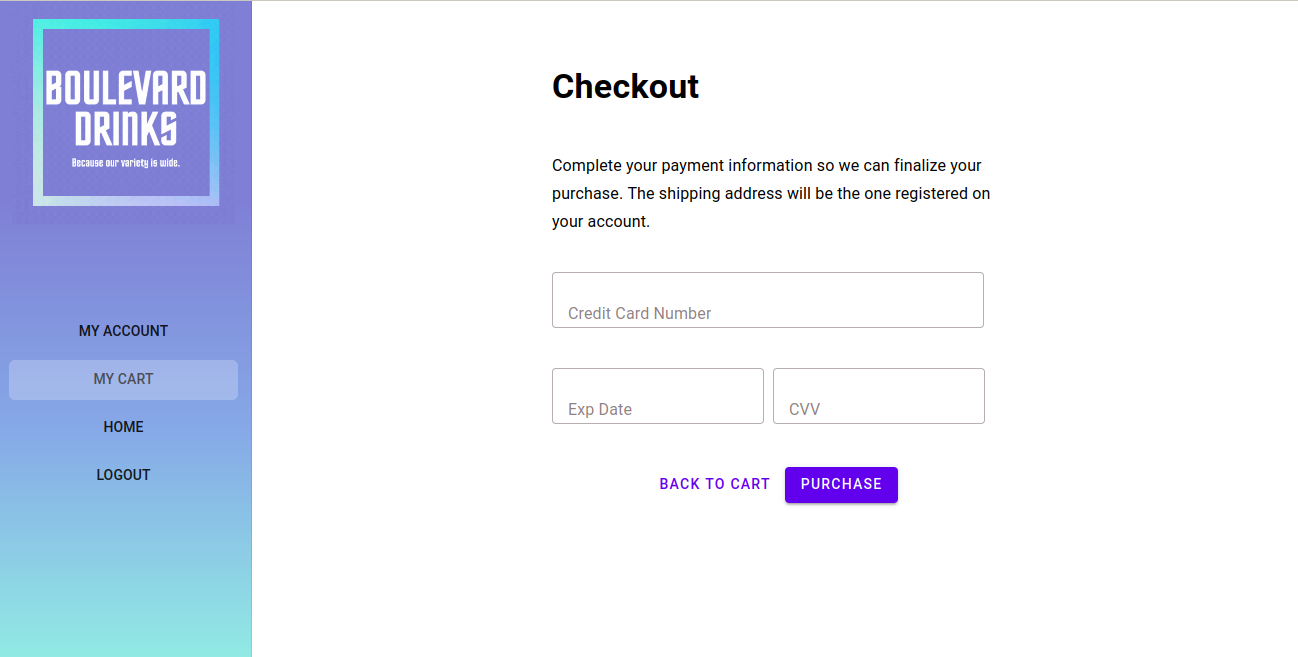 BOULEVARD
DRINKS
Because our variety is wide.
MY ACCOUNT
MY CART
HOME
LOGOUT
Checkout
Complete your payment information so we can finalize your
purchase. The shipping address will be the one registered on
your account.
Credit Card Number
Exp Date
CVV
BACK TO CART
PURCHASE